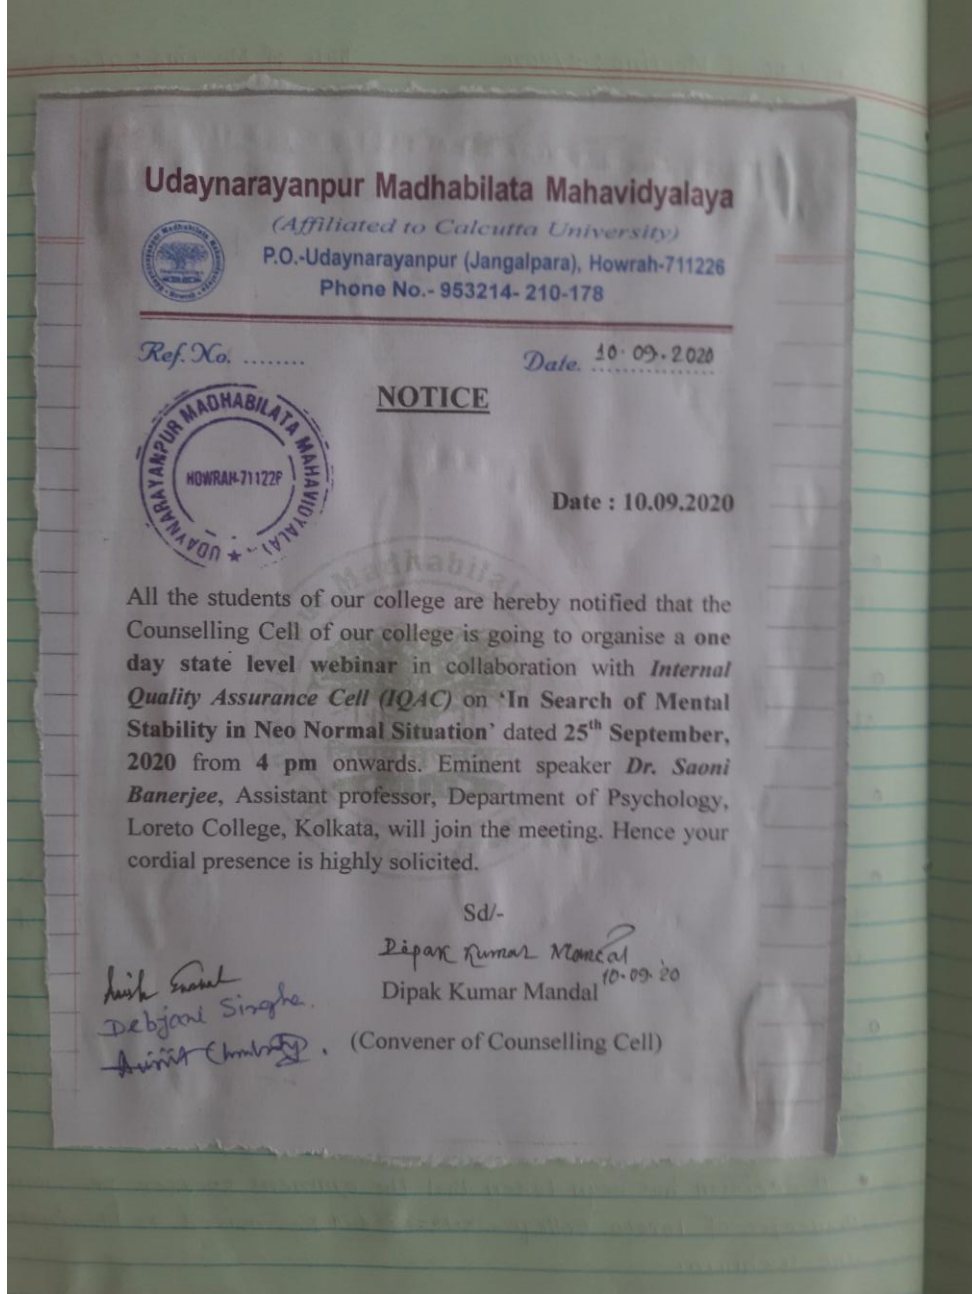 Udaynarayanpur Madhabilata Mahavidyalaya
(Affiliated to Calcutta University)
P.O.-Udaynarayanpur (Jangalpara), Howrah-711226
Phone No.- 953214- 210-178
Ref. No. ........
Date. 10.09.2020
NOTICE
UDAYNARAYANPUR MADHABILATA MAHAVIDYALA
HOWRAH-71122
Date : 10.09.2020
All the students of our college are hereby notified that the
Counselling Cell of our college is going to organise a one
day state level webinar in collaboration with Internal
Quality Assurance Cell (IQAC) on ‘In Search of Mental
Stability in Neo Normal Situation’ dated 25th September,
2020 from 4 pm onwards. Eminent speaker Dr. Saoni
Banerjee, Assistant professor, Department of Psychology,
Loreto College, Kolkata, will join the meeting. Hence your
cordial presence is highly solicited.
Sd/-
Dipak Kumar Mandal
10.09.20
Dipak Kumar Mandal
(Convener of Counselling Cell)
Debjani Singha.